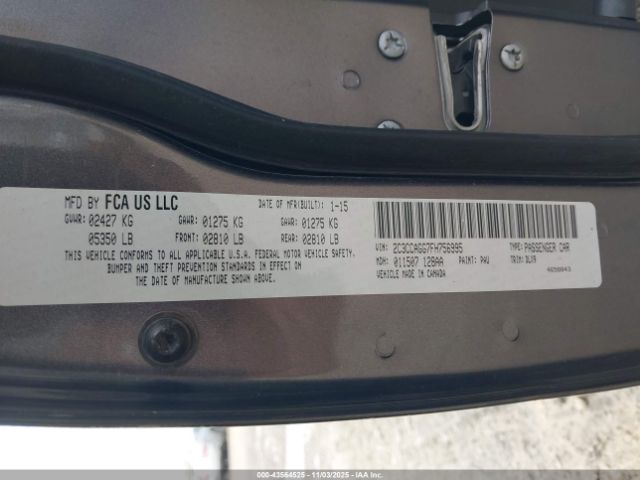 MFD BY FCA US LLC DATE OF MFR(BUILT): 1-15
GVWR: 02427 KG GAWR: 01275 KG GAWR: 01275 KG
05350 LB FRONT: 02810 LB REAR: 02810 LB
THIS VEHICLE CONFORMS TO ALL APPLICABLE U.S.A. FEDERAL MOTOR VEHICLE SAFETY,
BUMPER AND THEFT PREVENTION STANDARDS IN EFFECT ON
THE DATE OF MANUFACTURE SHOWN ABOVE.
VIN: 2C3CCAGG7FH756995 TYPE: PASSENGER CAR
MDH: 011507 128AA PAINT: PAU TRIM: DLX9
VEHICLE MADE IN CANADA
000-43564525 - 11/03/2025 - IAAI.COM